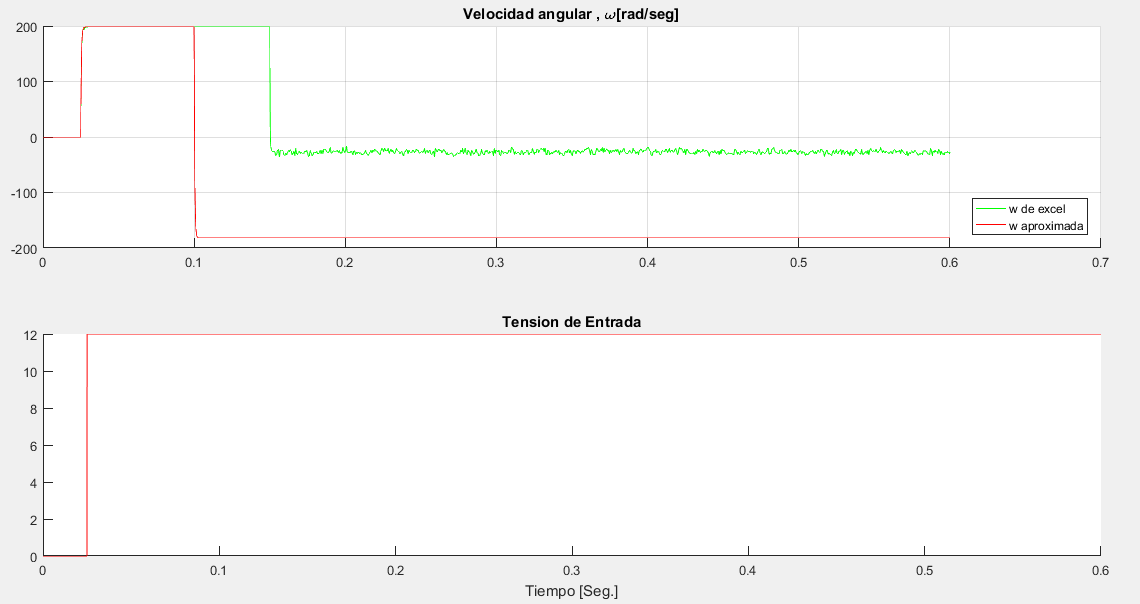 Velocidad angular , ω[rad/seg]
200
100
0
-100
-200
w de excel
w aproximada
0 0.1 0.2 0.3 0.4 0.5 0.6 0.7
Tension de Entrada
12
10
8
6
4
2
0
0 0.1 0.2 0.3 0.4 0.5 0.6
Tiempo [Seg.]